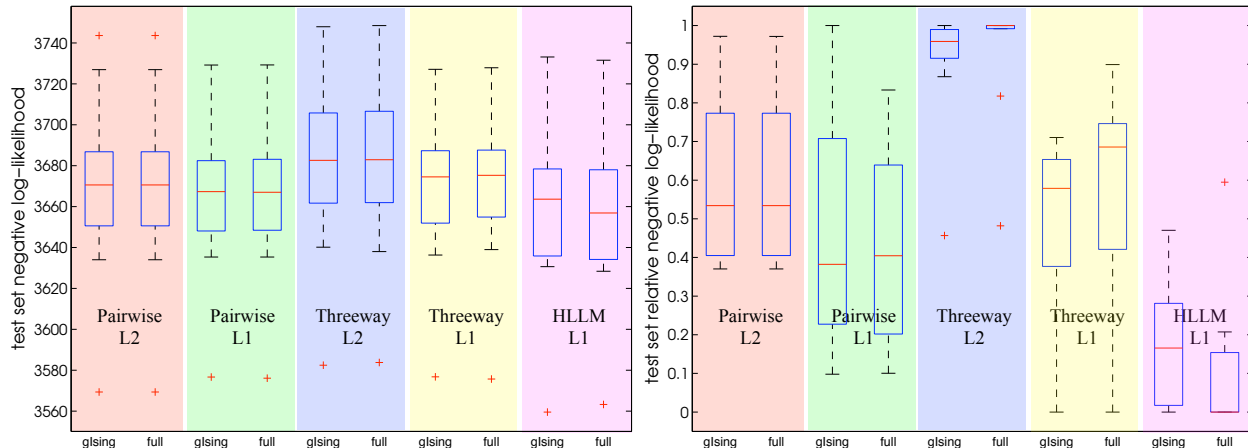 test set negative log-likelihood
3740
3720
3700
3680
3660
3640
3620
3600
3580
3560
Pairwise
L2
Pairwise
L1
Threeway
L2
Threeway
L1
HLLM
L1
gIsing full gIsing full gIsing full gIsing full gIsing full
test set relative negative log-likelihood
1
0.9
0.8
0.7
0.6
0.5
0.4
0.3
0.2
0.1
0
Pairwise
L2
Pairwise
L1
Threeway
L2
Threeway
L1
HLLM
L1
gIsing full gIsing full gIsing full gIsing full gIsing full